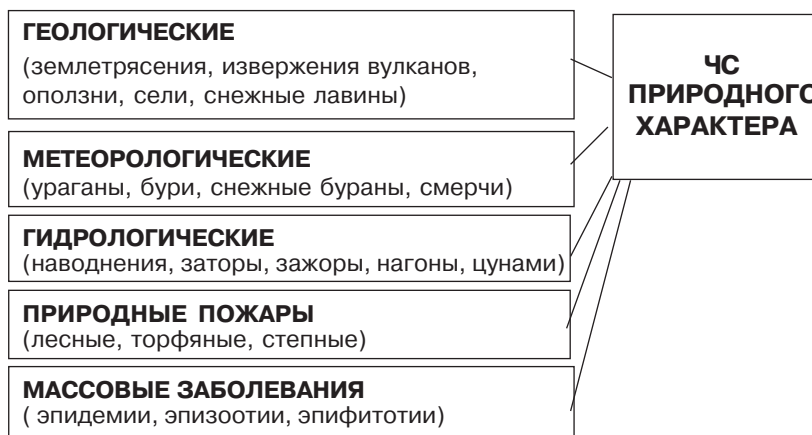 ГЕОЛОГИЧЕСКИЕ
(землетрясения, извержения вулканов,
оползни, сели, снежные лавины)
МЕТЕОРОЛОГИЧЕСКИЕ
(ураганы, бури, снежные бураны, смерчи)
ГИДРОЛОГИЧЕСКИЕ
(наводнения, заторы, зажоры, нагоны, цунами)
ПРИРОДНЫЕ ПОЖАРЫ
(лесные, торфяные, степные)
МАССОВЫЕ ЗАБОЛЕВАНИЯ
( эпидемии, эпизоотии, эпифитотии)
ЧС
ПРИРОДНОГО
ХАРАКТЕРА